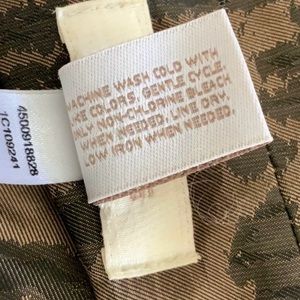 MACHINE WASH COLD WITH
LIKE COLORS. GENTLE CYCLE.
ONLY NON-CHLORINE BLEACH
WHEN NEEDED. LINE DRY.
LOW IRON WHEN NEEDED.
4500918828
1C109241